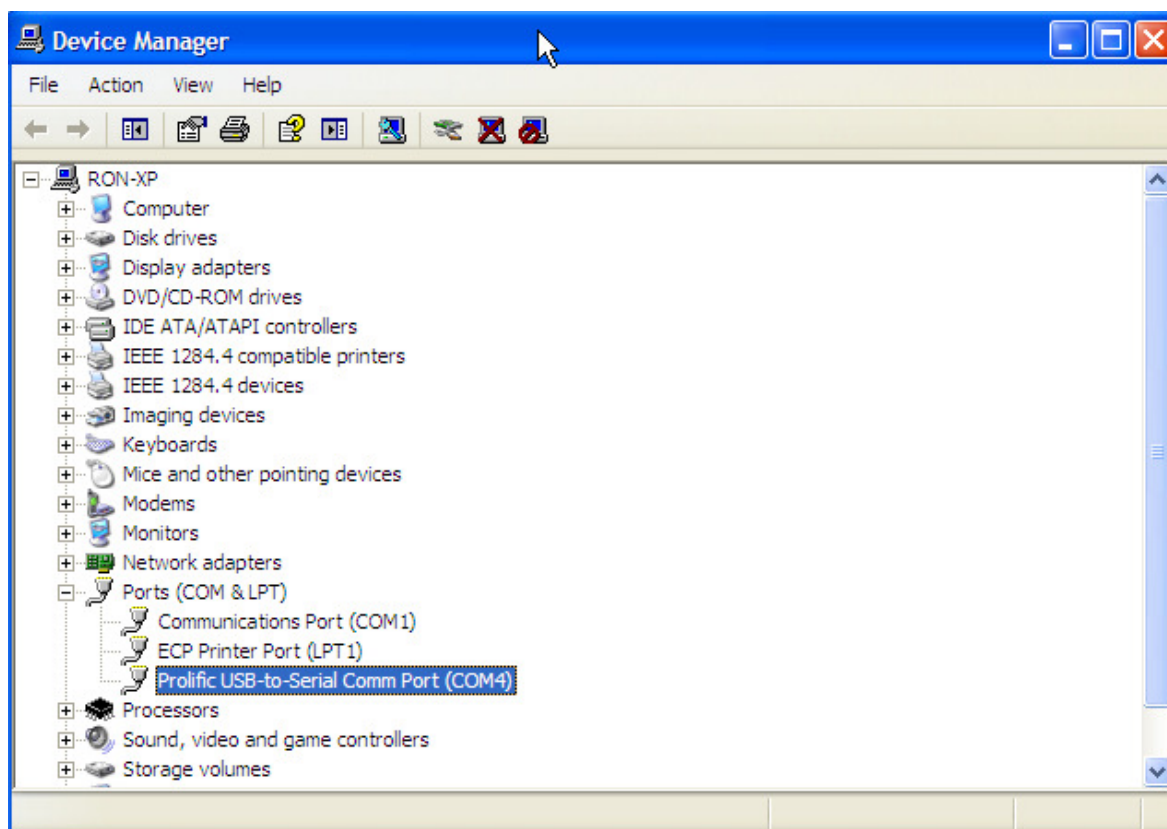 Device Manager
File Action View Help
RON-XP
Computer
Disk drives
Display adapters
DVD/CD-ROM drives
IDE ATA/ATAPI controllers
IEEE 1284.4 compatible printers
IEEE 1284.4 devices
Imaging devices
Keyboards
Mice and other pointing devices
Modems
Monitors
Network adapters
Ports (COM & LPT)
Communications Port (COM1)
ECP Printer Port (LPT1)
Prolific USB-to-Serial Comm Port (COM4)
Processors
Sound, video and game controllers
Storage volumes